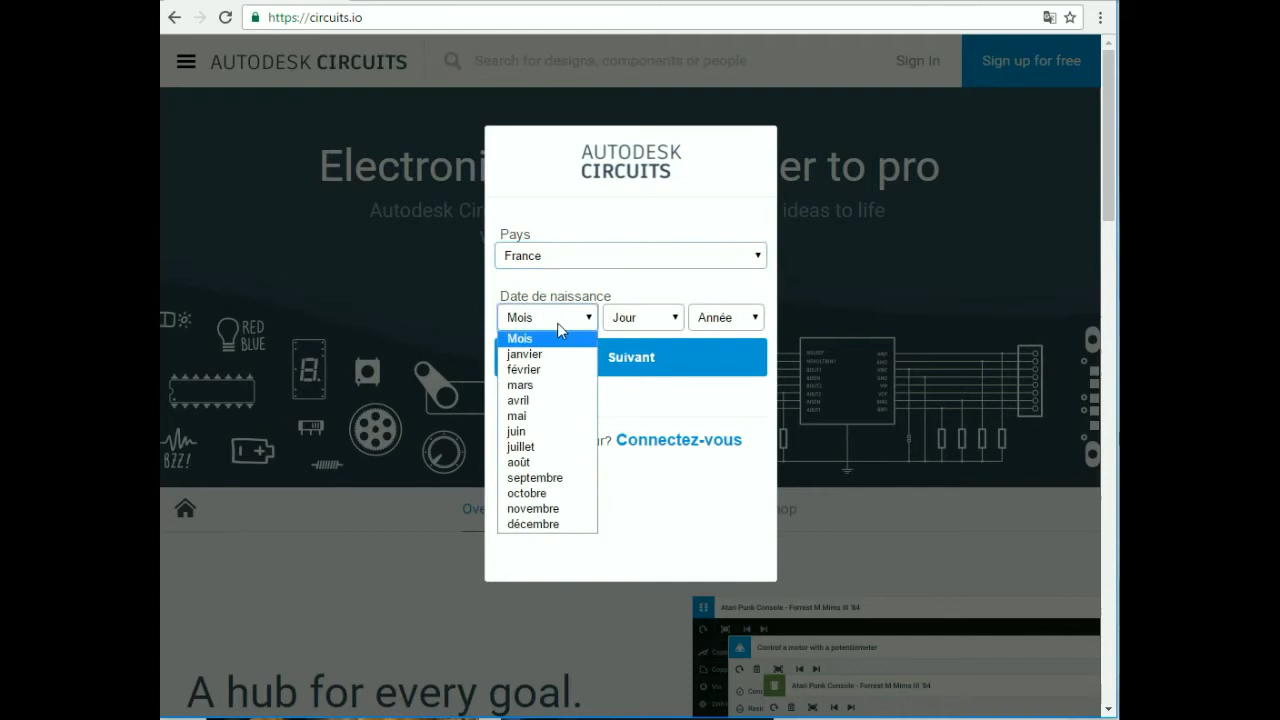 https://circuits.io
AUTODESK CIRCUITS
Search for designs, components or people
Sign In
Sign up for free
Electroni
er to pro
Autodesk Cir
ideas to life
AUTODESK
CIRCUITS
Pays
France
Date de naissance
Mois
Jour
Année
Mois
janvier
février
mars
avril
mai
juin
juillet
août
septembre
octobre
novembre
décembre
Suivant
ur? Connectez-vous
RED
BLUE
BZZ!
Ove
hop
A hub for every goal.
Atari Punk Console - Forrest M Mims III '84
Control a motor with a potentiometer
Atari Punk Console - Forrest M Mims III '84